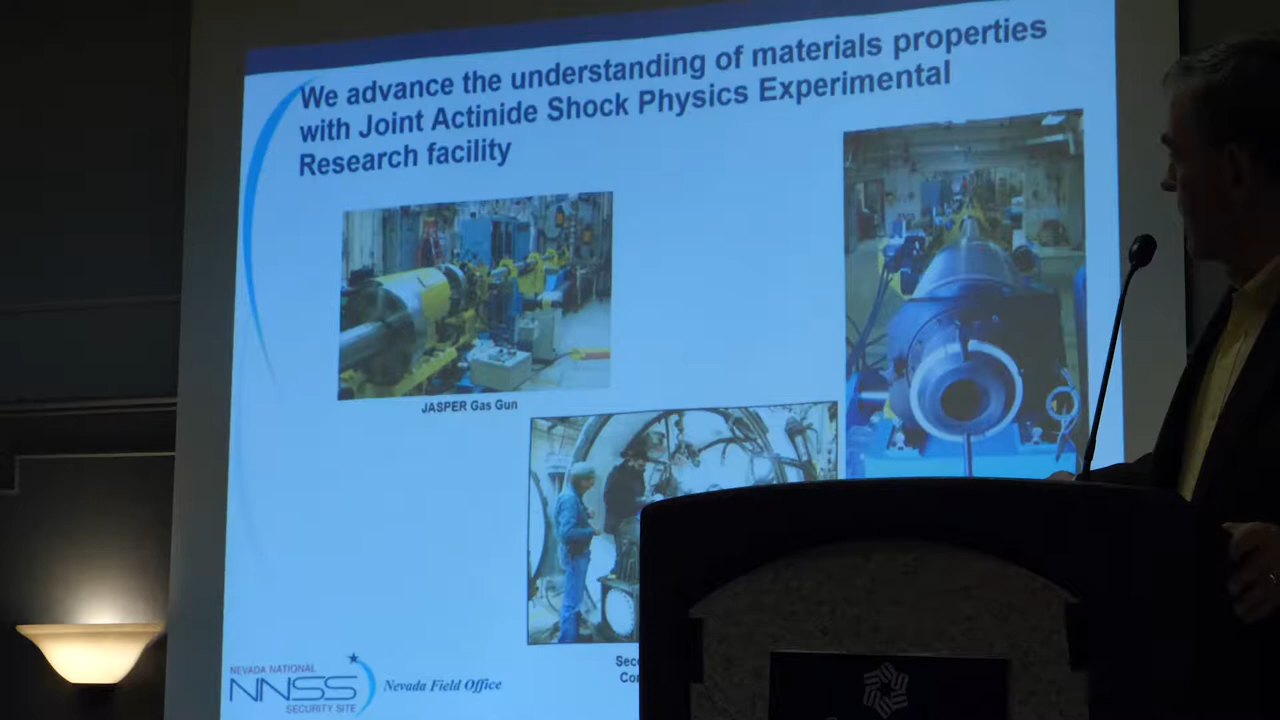 We advance the understanding of materials properties
with Joint Actinide Shock Physics Experimental
Research facility
JASPER Gas Gun
NEVADA NATIONAL
NNSS
SECURITY SITE
Nevada Field Office